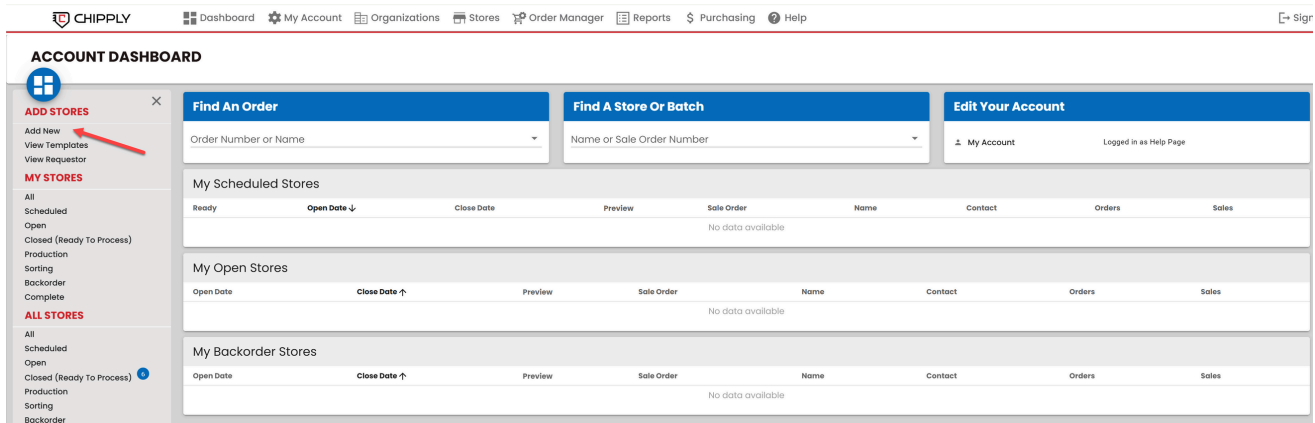 CHIPPLY
Dashboard My Account Organizations Stores Order Manager Reports $ Purchasing Help Sign
ACCOUNT DASHBOARD
ADD STORES
Add New
View Templates
View Requestor
MY STORES
All
Scheduled
Open
Closed (Ready To Process)
Production
Sorting
Backorder
Complete
ALL STORES
All
Scheduled
Open
Closed (Ready To Process) 6
Production
Sorting
Backorder
Find An Order
Order Number or Name
Find A Store Or Batch
Name or Sale Order Number
Edit Your Account
My Account Logged in as Help Page
My Scheduled Stores
Ready Open Date Close Date Preview Sale Order Name Contact Orders Sales
No data available
My Open Stores
Open Date Close Date Preview Sale Order Name Contact Orders Sales
No data available
My Backorder Stores
Open Date Close Date Preview Sale Order Name Contact Orders Sales
No data available